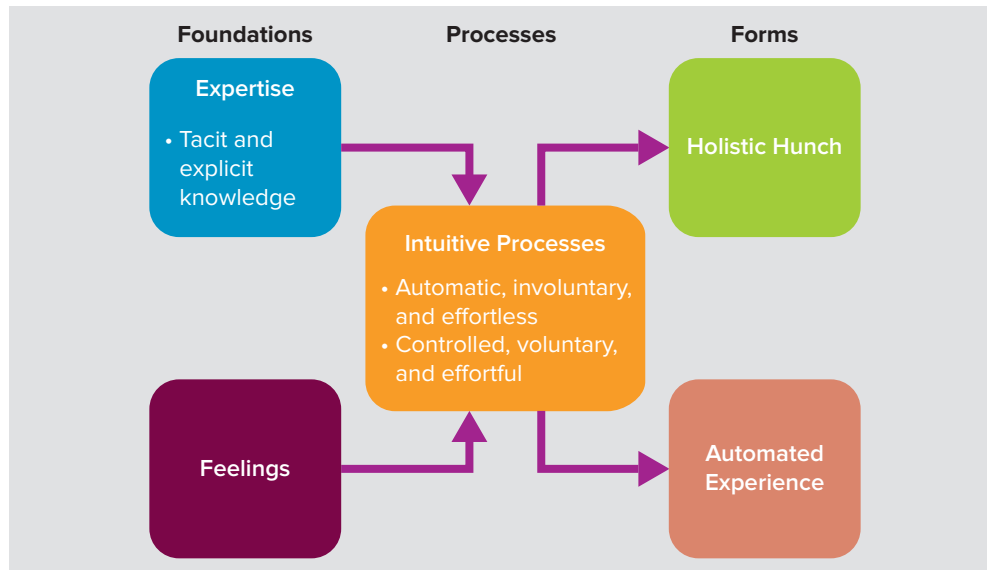 Foundations
Processes
Forms
Expertise
• Tacit and
explicit
knowledge
Holistic Hunch
Intuitive Processes
• Automatic, involuntary,
and effortless
• Controlled, voluntary,
and effortful
Feelings
Automated
Experience